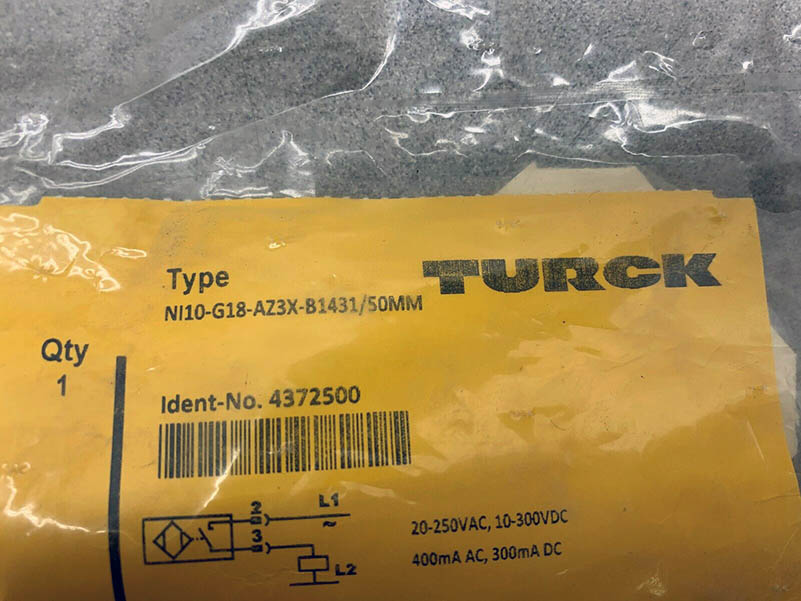 Type
TURCK
NI10-G18-AZ3X-B1431/50MM
Qty
1
Ident-No. 4372500
2
L1
~
3
L2
20-250VAC, 10-300VDC
400mA AC, 300mA DC